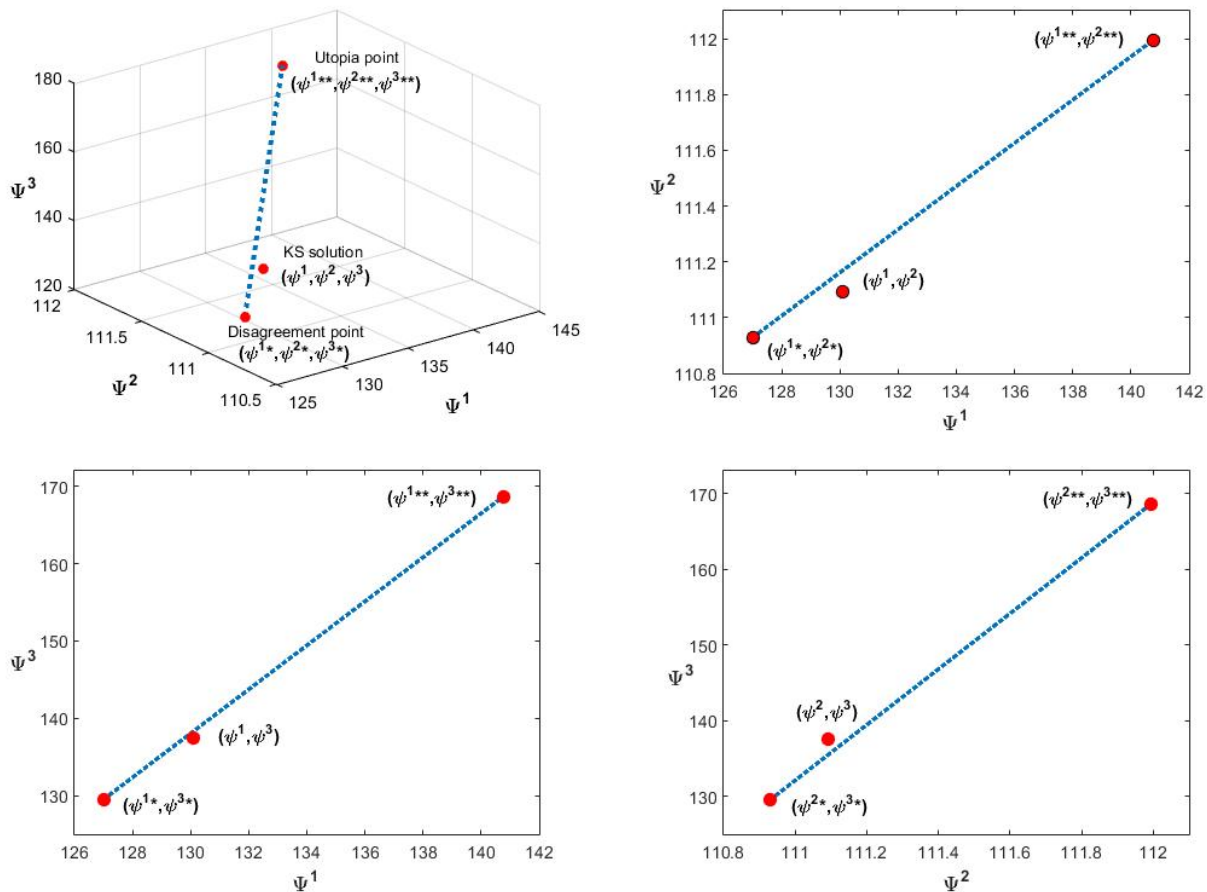 180
160
140
120
Ψ³
Utopia point
(ψ¹**,ψ²**,ψ³**)
KS solution
(ψ¹,ψ²,ψ³)
Disagreement point
(ψ¹*,ψ²*,ψ³*)
112
111.5
111
110.5
Ψ²
125
130
135
140
145
Ψ¹
112
111.8
111.6
111.4
111.2
111
110.8
Ψ²
(ψ¹**,ψ²**)
(ψ¹,ψ²)
(ψ¹*,ψ²*)
126 128 130 132 134 136 138 140 142
Ψ¹
170
160
150
140
130
Ψ³
(ψ¹**,ψ³**)
(ψ¹,ψ³)
(ψ¹*,ψ³*)
126 128 130 132 134 136 138 140 142
Ψ¹
170
160
150
140
130
Ψ³
(ψ²**,ψ³**)
(ψ²,ψ³)
(ψ²*,ψ³*)
110.8 111 111.2 111.4 111.6 111.8 112
Ψ²